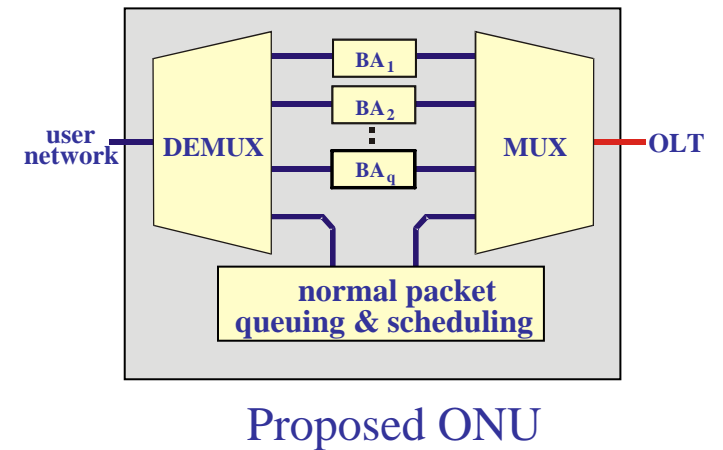 BA1
BA2
user
network
DEMUX
MUX
OLT
BAq
normal packet
queuing & scheduling
Proposed ONU